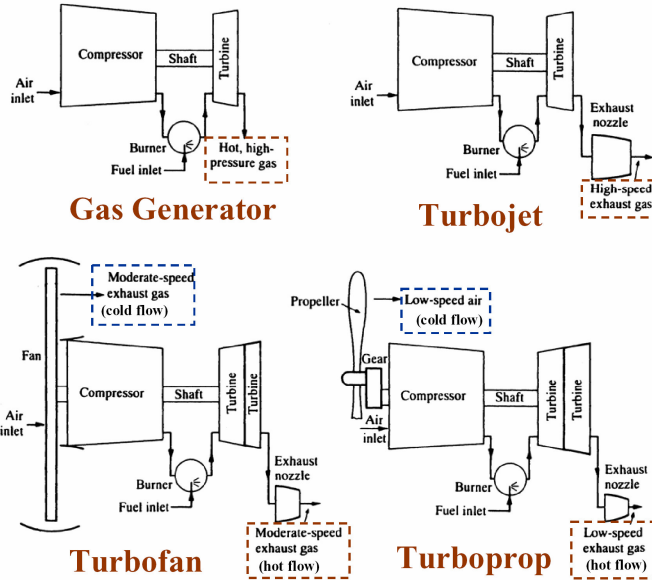 Compressor
Shaft
Turbine
Air
inlet
Burner
Fuel inlet
Hot, high-
pressure gas
Gas Generator
Compressor
Shaft
Turbine
Air
inlet
Burner
Fuel inlet
Exhaust
nozzle
High-speed
exhaust gas
Turbojet
Moderate-speed
exhaust gas
(cold flow)
Fan
Compressor
Shaft
Turbine
Turbine
Air
inlet
Burner
Fuel inlet
Exhaust
nozzle
Moderate-speed
exhaust gas
(hot flow)
Turbofan
Propeller
Low-speed air
(cold flow)
Gear
Compressor
Shaft
Turbine
Turbine
Air
inlet
Burner
Fuel inlet
Exhaust
nozzle
Low-speed
exhaust gas
(hot flow)
Turboprop